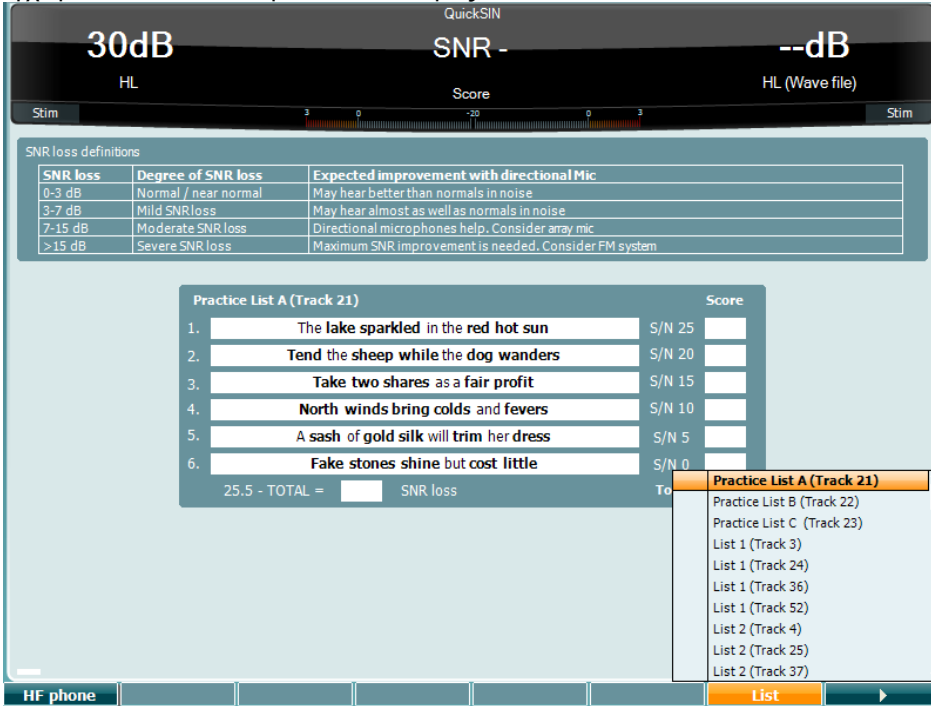 QuickSIN
30dB SNR - --dB
HL Score HL (Wave file)
Stim 3 0 -20 0 3 Stim
SNR loss definitions
SNR loss Degree of SNR loss Expected improvement with directional Mic
0-3 dB Normal / near normal May hear better than normals in noise
3-7 dB Mild SNR loss May hear almost as well as normals in noise
7-15 dB Moderate SNR loss Directional microphones help. Consider array mic
>15 dB Severe SNR loss Maximum SNR improvement is needed. Consider FM system
Practice List A (Track 21) Score
1. The lake sparkled in the red hot sun S/N 25
2. Tend the sheep while the dog wanders S/N 20
3. Take two shares as a fair profit S/N 15
4. North winds bring colds and fevers S/N 10
5. A sash of gold silk will trim her dress S/N 5
6. Fake stones shine but cost little S/N 0
25.5 - TOTAL = SNR loss
Practice List A (Track 21)
Practice List B (Track 22)
Practice List C (Track 23)
List 1 (Track 3)
List 1 (Track 24)
List 1 (Track 36)
List 1 (Track 52)
List 2 (Track 4)
List 2 (Track 25)
List 2 (Track 37)
HF phone List